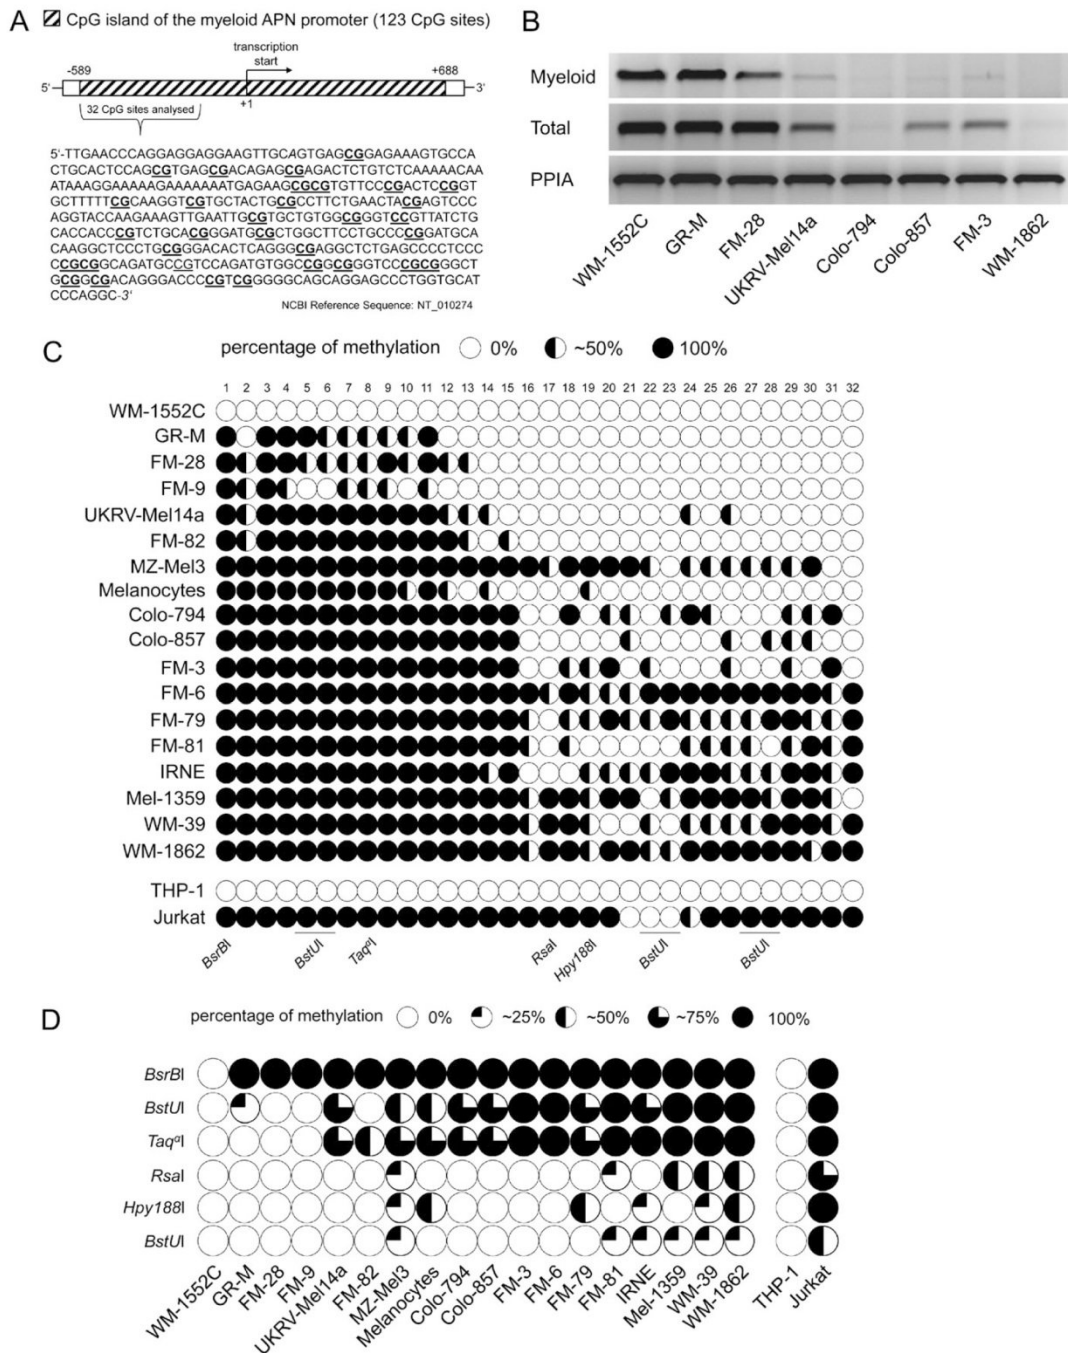 A
CpG island of the myeloid APN promoter (123 CpG sites)
transcription
start
-589
+688
5'
3'
+1
32 CpG sites analysed
5'-TTGAACCCAGGAGGAGGAAGTTGCAGTGAGCGGAGAAAGTGCCA
CTGCACTCCAGCGTGAGCGACAGAGCGAGACTCTGTCTCAAAAACAA
AATAAAGGAAAAAGAAAAAAATGAGAAGCGCGTGTTCCCGACTCCGGT
GCTTTTTCGCAAGGTCGTGCTACTGCGCCTTCTGAACTACGAGTCCC
AGGTACCAAGAAAGTTGAATTGCGTGCTGTGGCGGGTCCGTTATCTG
CACCACCCGTCTGCACGGGATGCGCTGGCTTCCTGCCCCGGATGCA
CAAGGCTCCCTGCGGGACACTCAGGGCGAGGCTCTGAGCCCCTCCC
CCGCGGCAGATGCCGTCCAGATGTGGCCGGCGGGTCCCGCGGGCT
GCGGCGACAGGGACCCCGTCGGGGGCAGCAGGAGCCCTGGTGCAT
CCCAGGC-3'
NCBI Reference Sequence: NT_010274
B
Myeloid
Total
PPIA
WM-1552C
GR-M
FM-28
UKRV-Mel14a
Colo-794
Colo-857
FM-3
WM-1862
C
percentage of methylation 0% ~50% 100%
1 2 3 4 5 6 7 8 9 10 11 12 13 14 15 16 17 18 19 20 21 22 23 24 25 26 27 28 29 30 31 32
WM-1552C
GR-M
FM-28
FM-9
UKRV-Mel14a
FM-82
MZ-Mel3
Melanocytes
Colo-794
Colo-857
FM-3
FM-6
FM-79
FM-81
IRNE
Mel-1359
WM-39
WM-1862
THP-1
Jurkat
BsrBI
BstUI
TaqᵅI
RsaI
Hpy188I
BstUI
BstUI
D
percentage of methylation 0% ~25% ~50% ~75% 100%
BsrBI
BstUI
TaqᵅI
RsaI
Hpy188I
BstUI
WM-1552C
GR-M
FM-28
FM-9
UKRV-Mel14a
FM-82
MZ-Mel3
Melanocytes
Colo-794
Colo-857
FM-3
FM-6
FM-79
FM-81
IRNE
Mel-1359
WM-39
WM-1862
THP-1
Jurkat